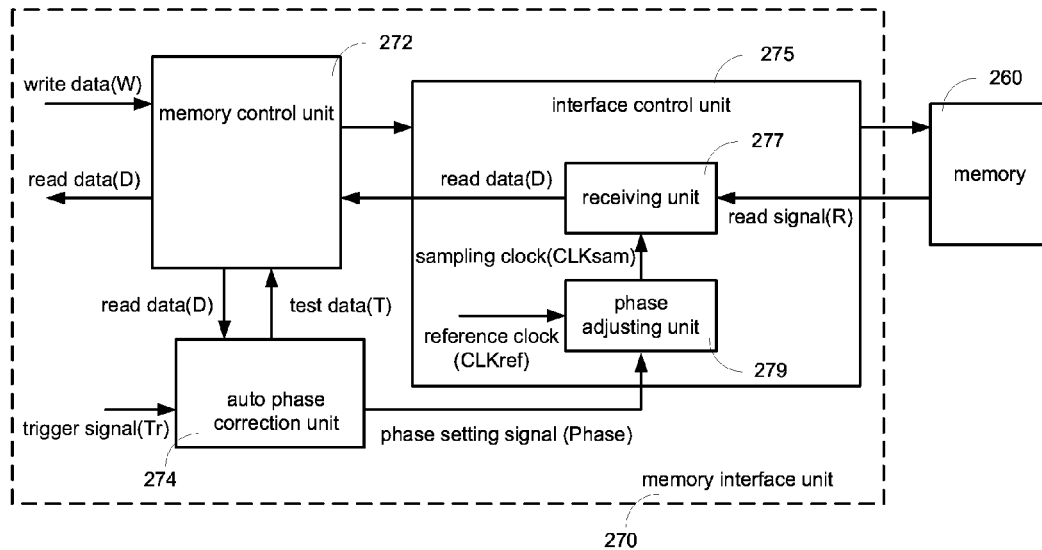 272
275
260
write data(W)
memory control unit
interface control unit
277
read data(D)
read data(D)
receiving unit
memory
read signal(R)
sampling clock(CLKsam)
read data(D)
test data(T)
phase
adjusting unit
reference clock
(CLKref)
279
auto phase
correction unit
trigger signal(Tr)
phase setting signal (Phase)
274
memory interface unit
270